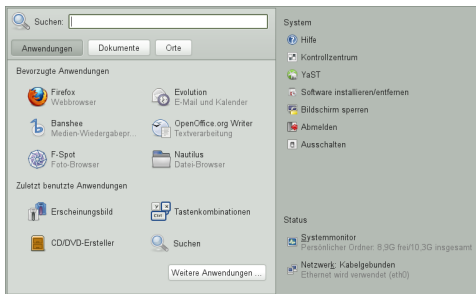 Suchen:
Anwendungen
Dokumente
Orte
Bevorzugte Anwendungen
Firefox
Webbrowser
Evolution
E-Mail und Kalender
Banshee
Medien-Wiedergabepr...
OpenOffice.org Writer
Textverarbeitung
F-Spot
Foto-Browser
Nautilus
Datei-Browser
Zuletzt benutzte Anwendungen
Erscheinungsbild
Tastenkombinationen
CD/DVD-Ersteller
Suchen
Weitere Anwendungen ...
System
Hilfe
Kontrollzentrum
YaST
Software installieren/entfernen
Bildschirm sperren
Abmelden
Ausschalten
Status
Systemmonitor
Persönlicher Ordner: 8,9G frei/10,3G insgesamt
Netzwerk: Kabelgebunden
Ethernet wird verwendet (eth0)